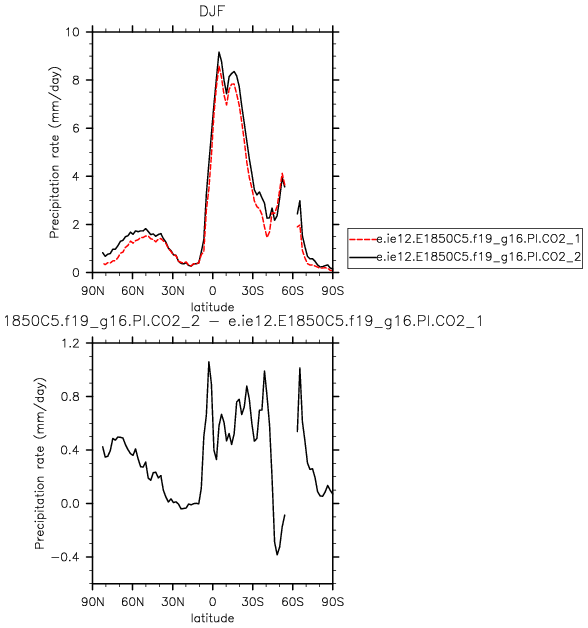 DJF
10
8
6
4
2
0
Precipitation rate (mm/day)
90N 60N 30N 0 30S 60S 90S
latitude
e.ie12.E1850C5.f19_g16.PI.CO2_1
e.ie12.E1850C5.f19_g16.PI.CO2_2
1850C5.f19_g16.PI.CO2_2 − e.ie12.E1850C5.f19_g16.PI.CO2_1
1.2
0.8
0.4
0.0
−0.4
Precipitation rate (mm/day)
90N 60N 30N 0 30S 60S 90S
latitude